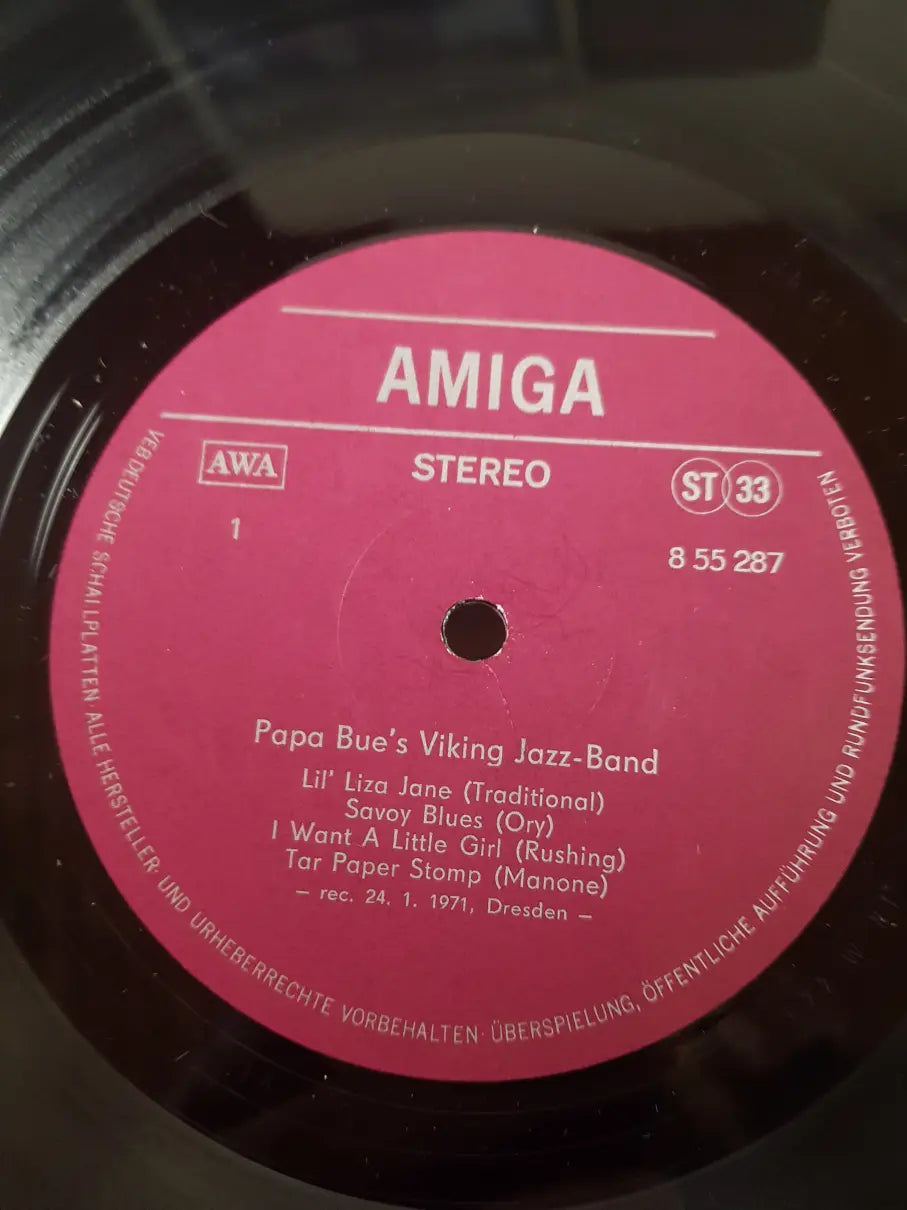 AMIGA
AWA
STEREO
ST 33
1
8 55 287
Papa Bue's Viking Jazz-Band
Lil' Liza Jane (Traditional)
Savoy Blues (Ory)
I Want A Little Girl (Rushing)
Tar Paper Stomp (Manone)
– rec. 24. 1. 1971, Dresden –
VEB DEUTSCHE SCHALLPLATTEN · ALLE HERSTELLER- UND URHEBERRECHTE VORBEHALTEN · ÜBERSPIELUNG, ÖFFENTLICHE AUFFÜHRUNG UND RUNDFUNKSENDUNG VERBOTEN